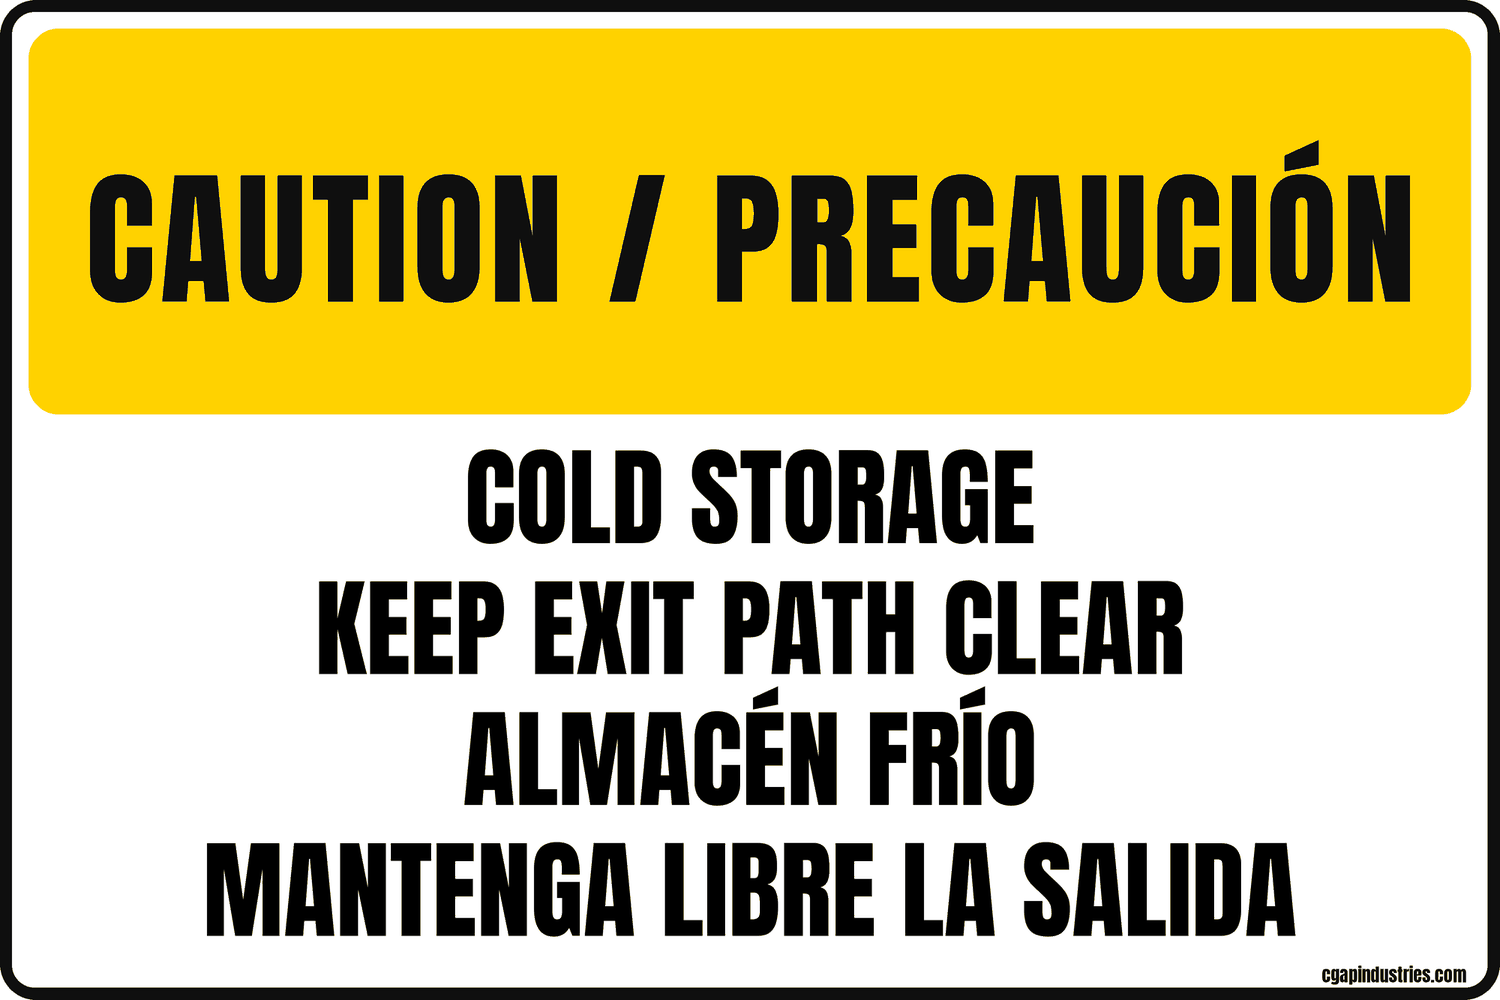 CAUTION / PRECAUCIÓN
COLD STORAGE
KEEP EXIT PATH CLEAR
ALMACÉN FRÍO
MANTENGA LIBRE LA SALIDA
cgapindustries.com